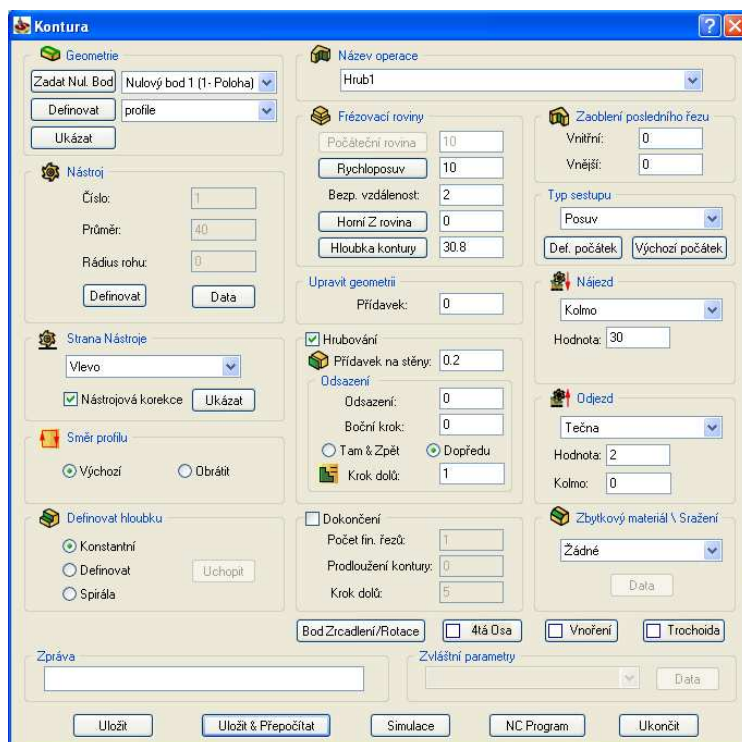 Kontura
Geometrie
Zadat Nul. Bod
Nulový bod 1 (1- Poloha)
Definovat
profile
Ukázat
Název operace
Hrub1
Nástroj
Číslo:
1
Průměr:
40
Rádius rohu:
0
Definovat
Data
Frézovací roviny
Počáteční rovina
10
Rychloposuv
10
Bezp. vzdálenost:
2
Horní Z rovina
0
Hloubka kontury
30.8
Zaoblení posledního řezu
Vnitřní:
0
Vnější:
0
Typ sestupu
Posuv
Def. počátek
Výchozí počátek
Upravit geometrii
Přídavek:
0
Nájezd
Kolmo
Hodnota:
30
Strana Nástroje
Vlevo
Nástrojová korekce
Ukázat
Hrubování
Přídavek na stěny:
0.2
Odsazení
Odsazení:
0
Boční krok:
0
Tam & Zpět
Dopředu
Krok dolů:
1
Odjezd
Tečna
Hodnota:
2
Kolmo:
0
Směr profilu
Výchozí
Obrátit
Definovat hloubku
Konstantní
Definovat
Uchopit
Spirála
Dokončení
Počet fin. řezů:
1
Prodloužení kontury:
0
Krok dolů:
5
Zbytkový materiál \ Sražení
Žádné
Data
Bod Zrcadlení/Rotace
4tá Osa
Vnoření
Trochoida
Zpráva
Zvláštní parametry
Data
Uložit
Uložit & Přepočítat
Simulace
NC Program
Ukončit